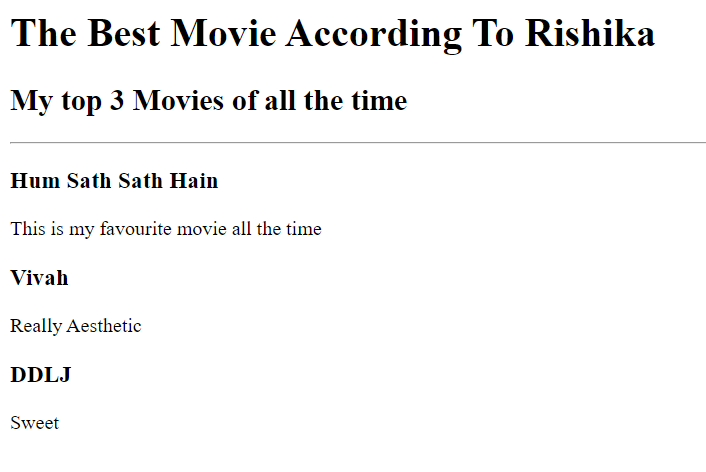 The Best Movie According To Rishika
My top 3 Movies of all the time
Hum Sath Sath Hain
This is my favourite movie all the time
Vivah
Really Aesthetic
DDLJ
Sweet